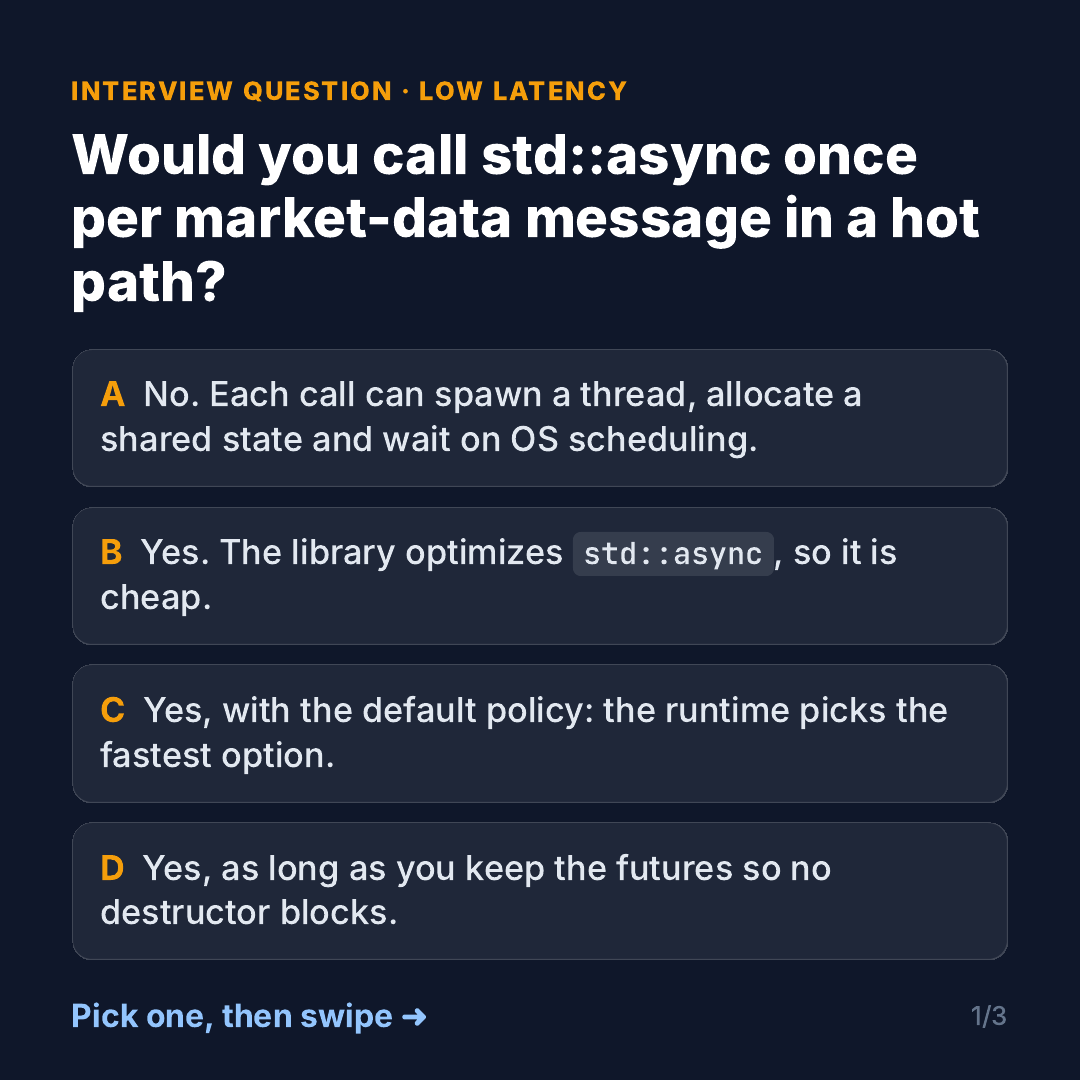 INTERVIEW QUESTION · LOW LATENCY
Would you call std::async once
per market-data message in a hot
path?
A No. Each call can spawn a thread, allocate a
shared state and wait on OS scheduling.
B Yes. The library optimizes std::async, so it is
cheap.
C Yes, with the default policy: the runtime picks the
fastest option.
D Yes, as long as you keep the futures so no
destructor blocks.
Pick one, then swipe ➜
1/3